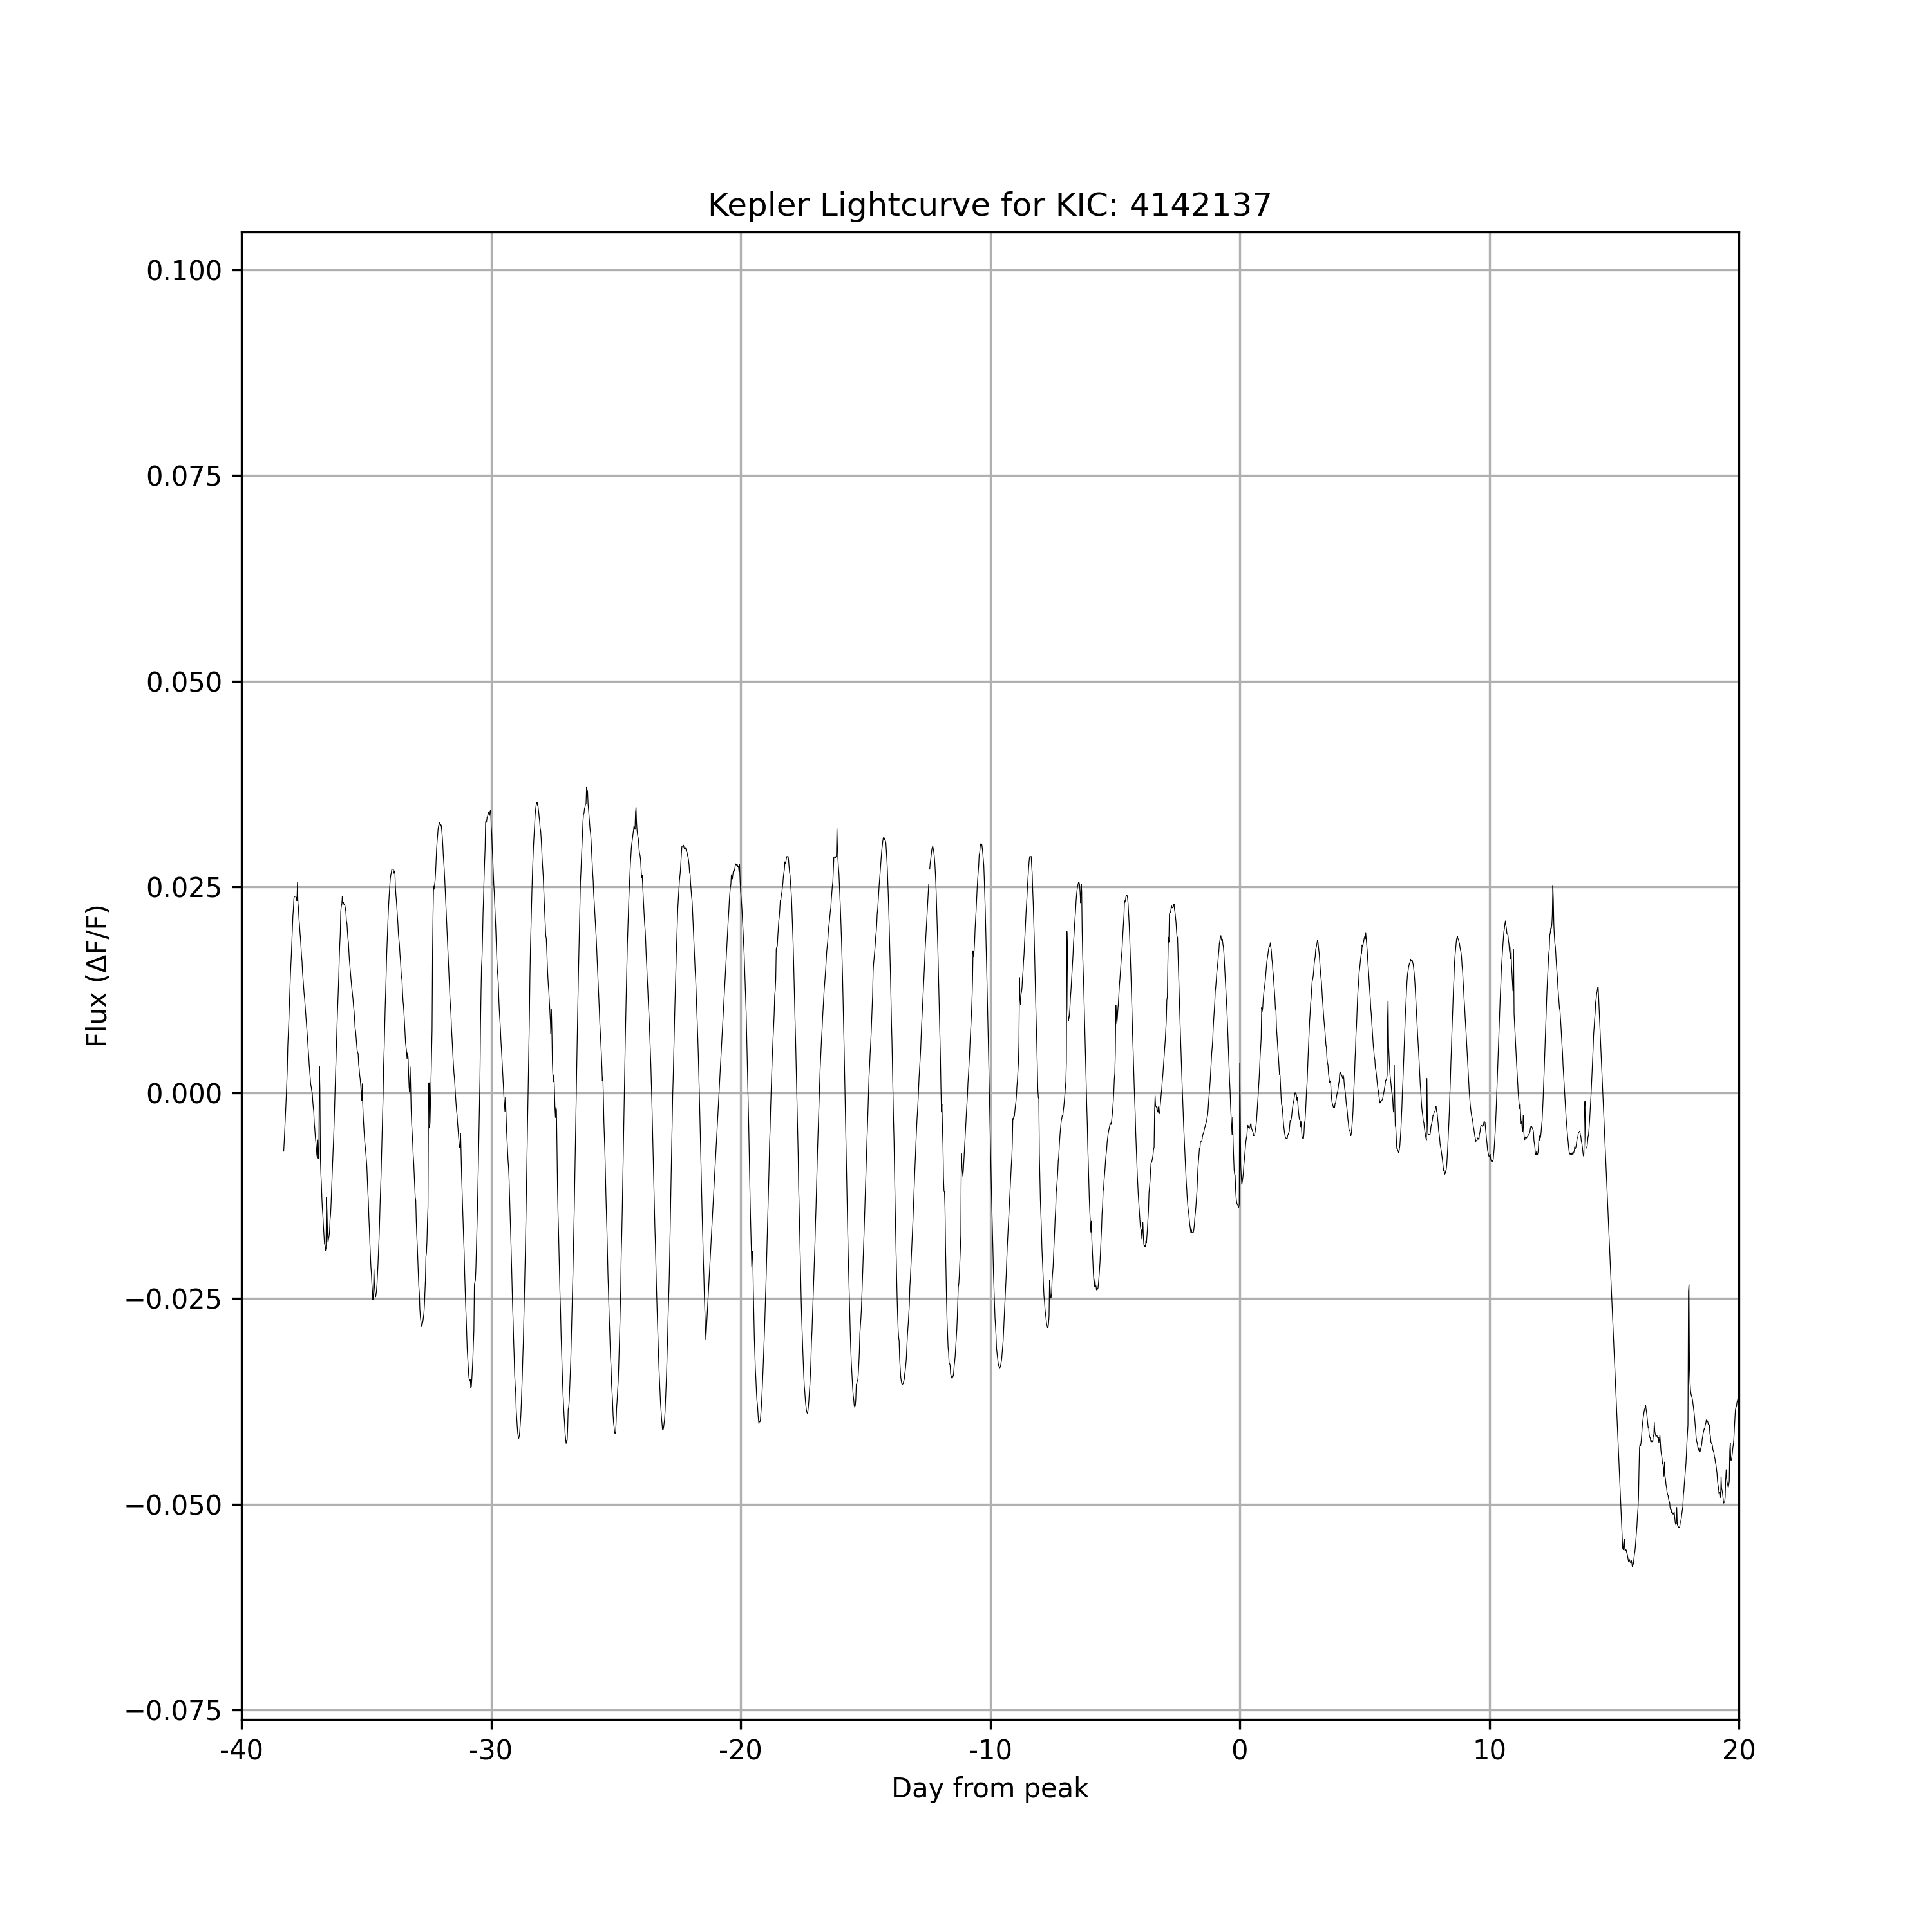 Kepler Lightcurve for KIC: 4142137
0.100
0.075
0.050
0.025
0.000
−0.025
−0.050
−0.075
Flux (ΔF/F)
-40 -30 -20 -10 0 10 20
Day from peak